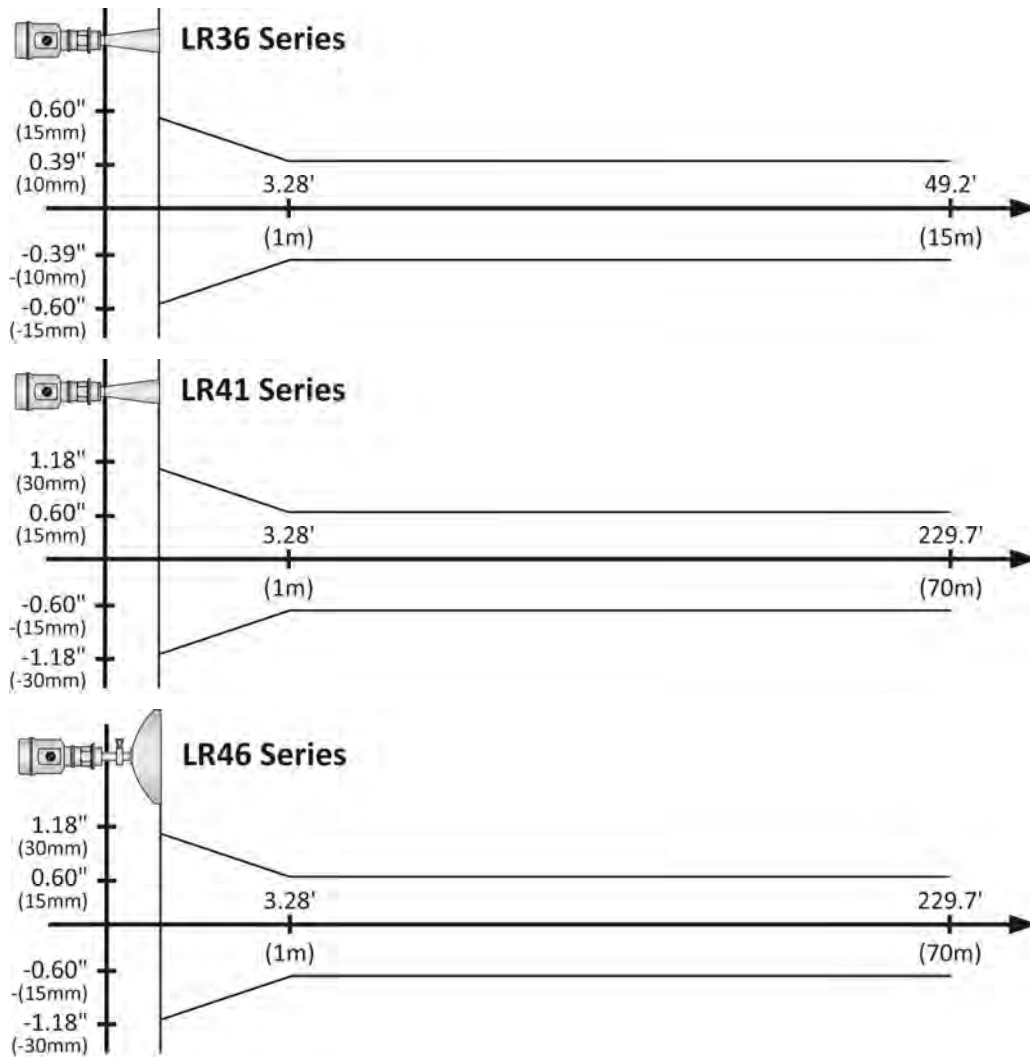 LR36 Series
0.60"
(15mm)
0.39"
(10mm)
3.28'
49.2'
(1m)
(15m)
-0.39"
-(10mm)
-0.60"
(-15mm)
LR41 Series
1.18"
(30mm)
0.60"
(15mm)
3.28'
229.7'
(1m)
(70m)
-0.60"
-(15mm)
-1.18"
(-30mm)
LR46 Series
1.18"
(30mm)
0.60"
(15mm)
3.28'
229.7'
(1m)
(70m)
-0.60"
-(15mm)
-1.18"
(-30mm)